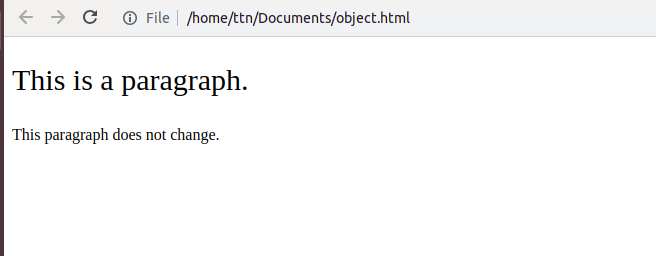 File /home/ttn/Documents/object.html
This is a paragraph.
This paragraph does not change.